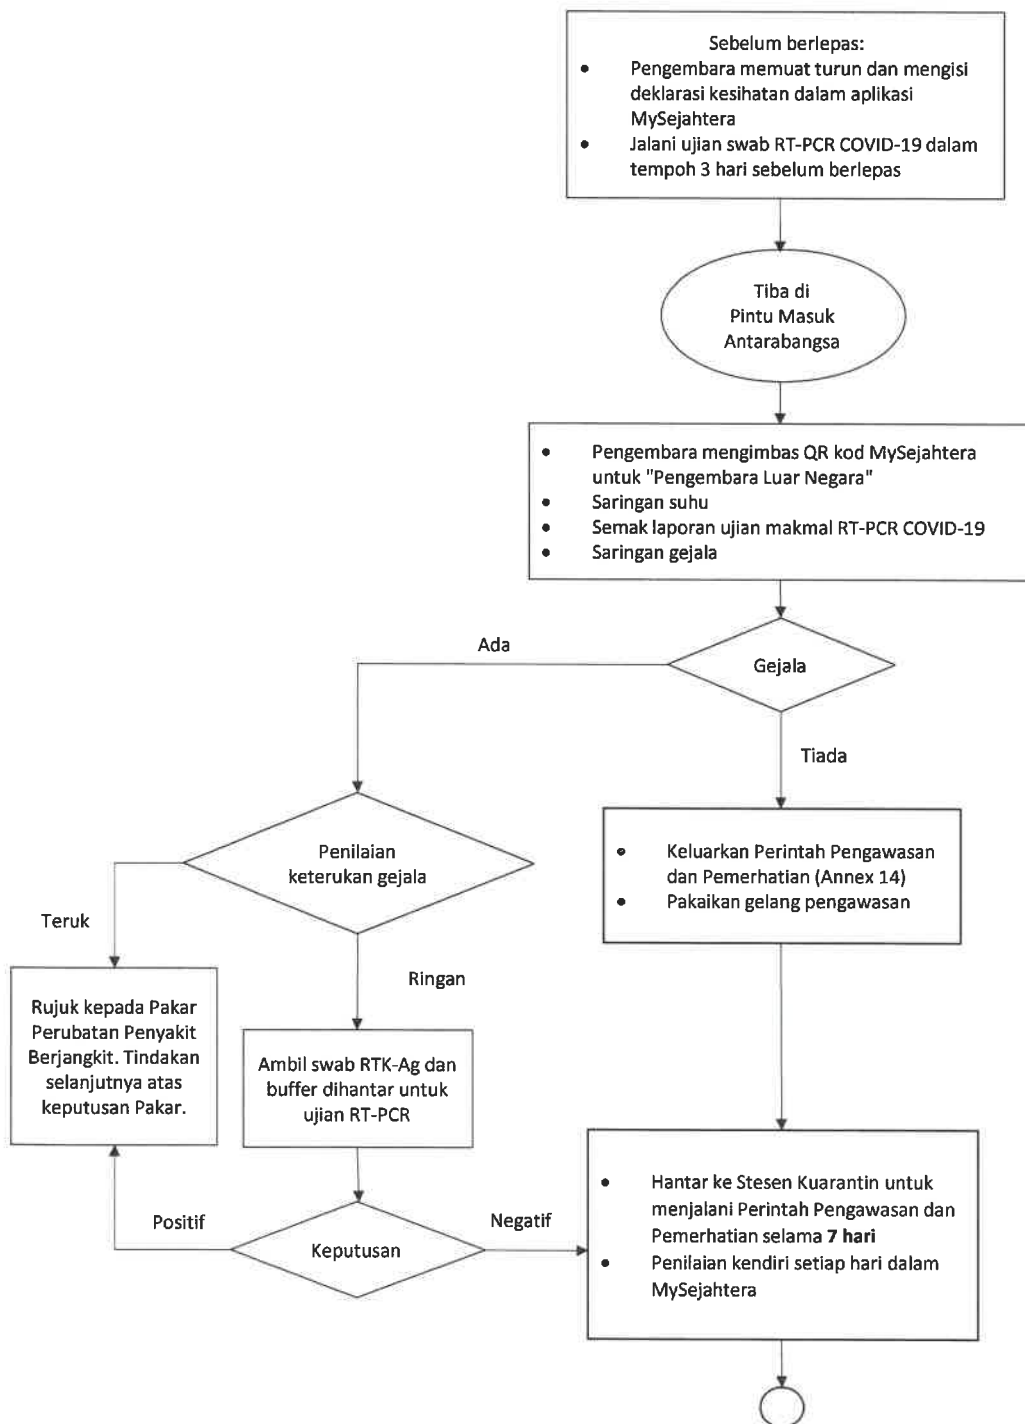 Sebelum berlepas:
• Pengembara memuat turun dan mengisi
deklarasi kesihatan dalam aplikasi
MySejahtera
• Jalani ujian swab RT-PCR COVID-19 dalam
tempoh 3 hari sebelum berlepas
Tiba di
Pintu Masuk
Antarabangsa
• Pengembara mengimbas QR kod MySejahtera
untuk "Pengembara Luar Negara"
• Saringan suhu
• Semak laporan ujian makmal RT-PCR COVID-19
• Saringan gejala
Ada
Gejala
Tiada
Penilaian
keterukan gejala
• Keluarkan Perintah Pengawasan
dan Pemerhatian (Annex 14)
• Pakaikan gelang pengawasan
Teruk
Ringan
Rujuk kepada Pakar
Perubatan Penyakit
Berjangkit. Tindakan
selanjutnya atas
keputusan Pakar.
Ambil swab RTK-Ag dan
buffer dihantar untuk
ujian RT-PCR
Positif
Keputusan
Negatif
• Hantar ke Stesen Kuarantin untuk
menjalani Perintah Pengawasan dan
Pemerhatian selama 7 hari
• Penilaian kendiri setiap hari dalam
MySejahtera